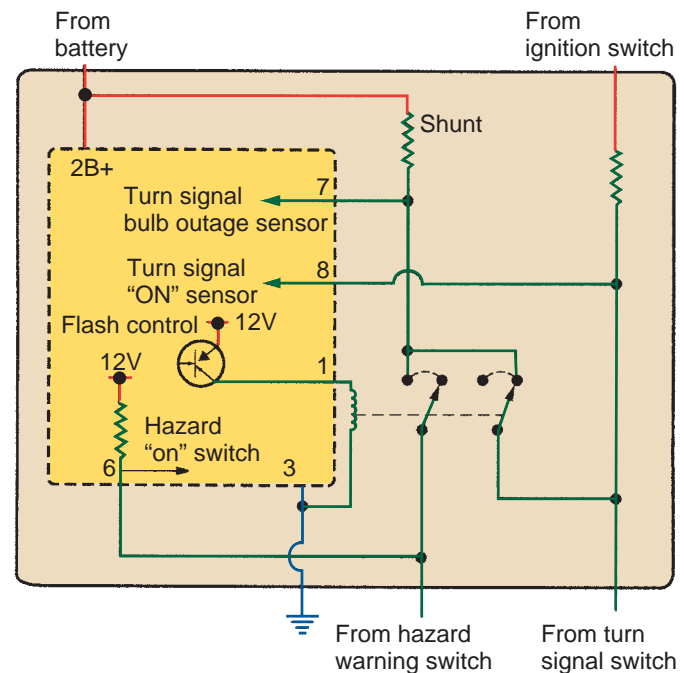 From
battery
From
ignition switch
Shunt
2B+
7
Turn signal
bulb outage sensor
8
Turn signal
“ON” sensor
Flash control
12V
12V
1
Hazard
“on” switch
6
3
From hazard
warning switch
From turn
signal switch